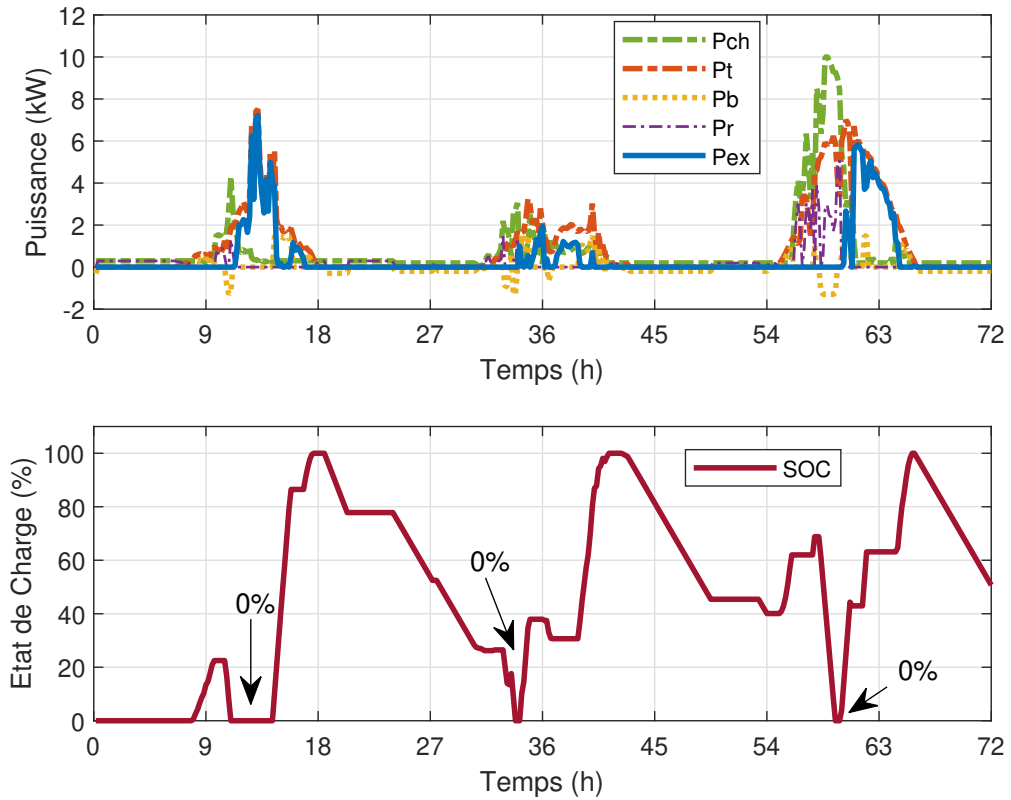 12
10
8
6
4
2
0
-2
Puissance (kW)
Pch
Pt
Pb
Pr
Pex
0 9 18 27 36 45 54 63 72
Temps (h)
100
80
60
40
20
0
Etat de Charge (%)
SOC
0%
0%
0%
0 9 18 27 36 45 54 63 72
Temps (h)